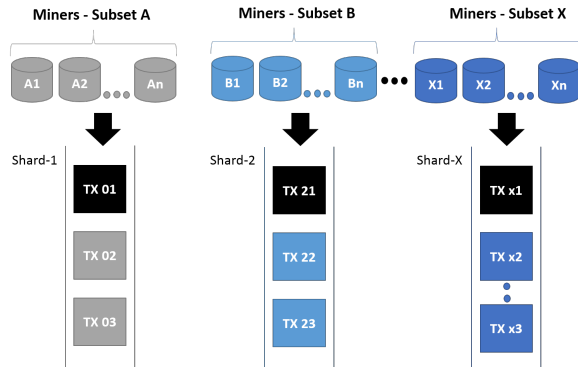 Miners - Subset A
Miners - Subset B
Miners - Subset X
A1 A2 An
B1 B2 Bn
X1 X2 Xn
Shard-1
Shard-2
Shard-X
TX 01
TX 21
TX x1
TX 02
TX 22
TX x2
TX 03
TX 23
TX x3